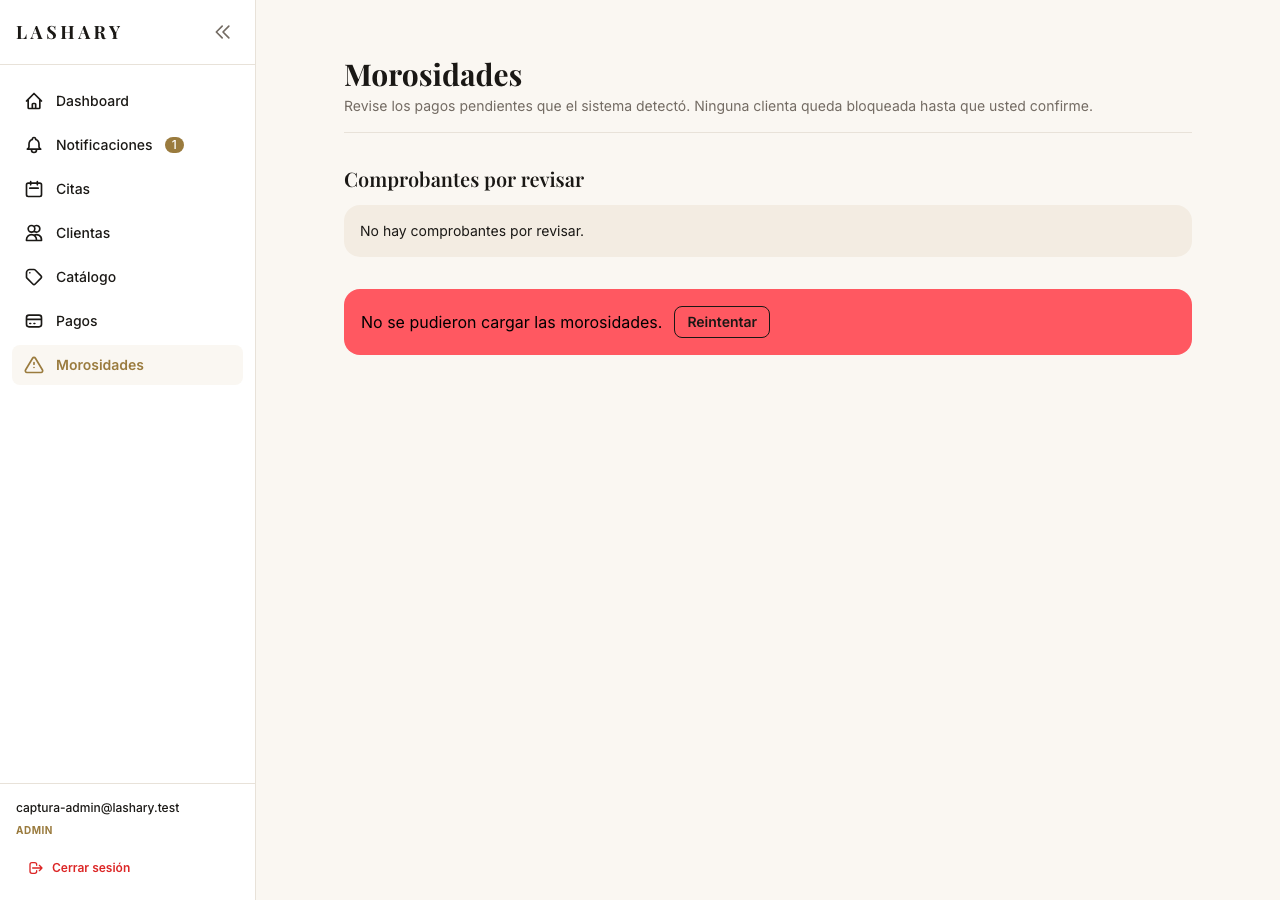 LASHARY
Dashboard
Notificaciones 1
Citas
Clientas
Catálogo
Pagos
Morosidades
captura-admin@lashary.test
ADMIN
Cerrar sesión
Morosidades
Revise los pagos pendientes que el sistema detectó. Ninguna clienta queda bloqueada hasta que usted confirme.
Comprobantes por revisar
No hay comprobantes por revisar.
No se pudieron cargar las morosidades. Reintentar